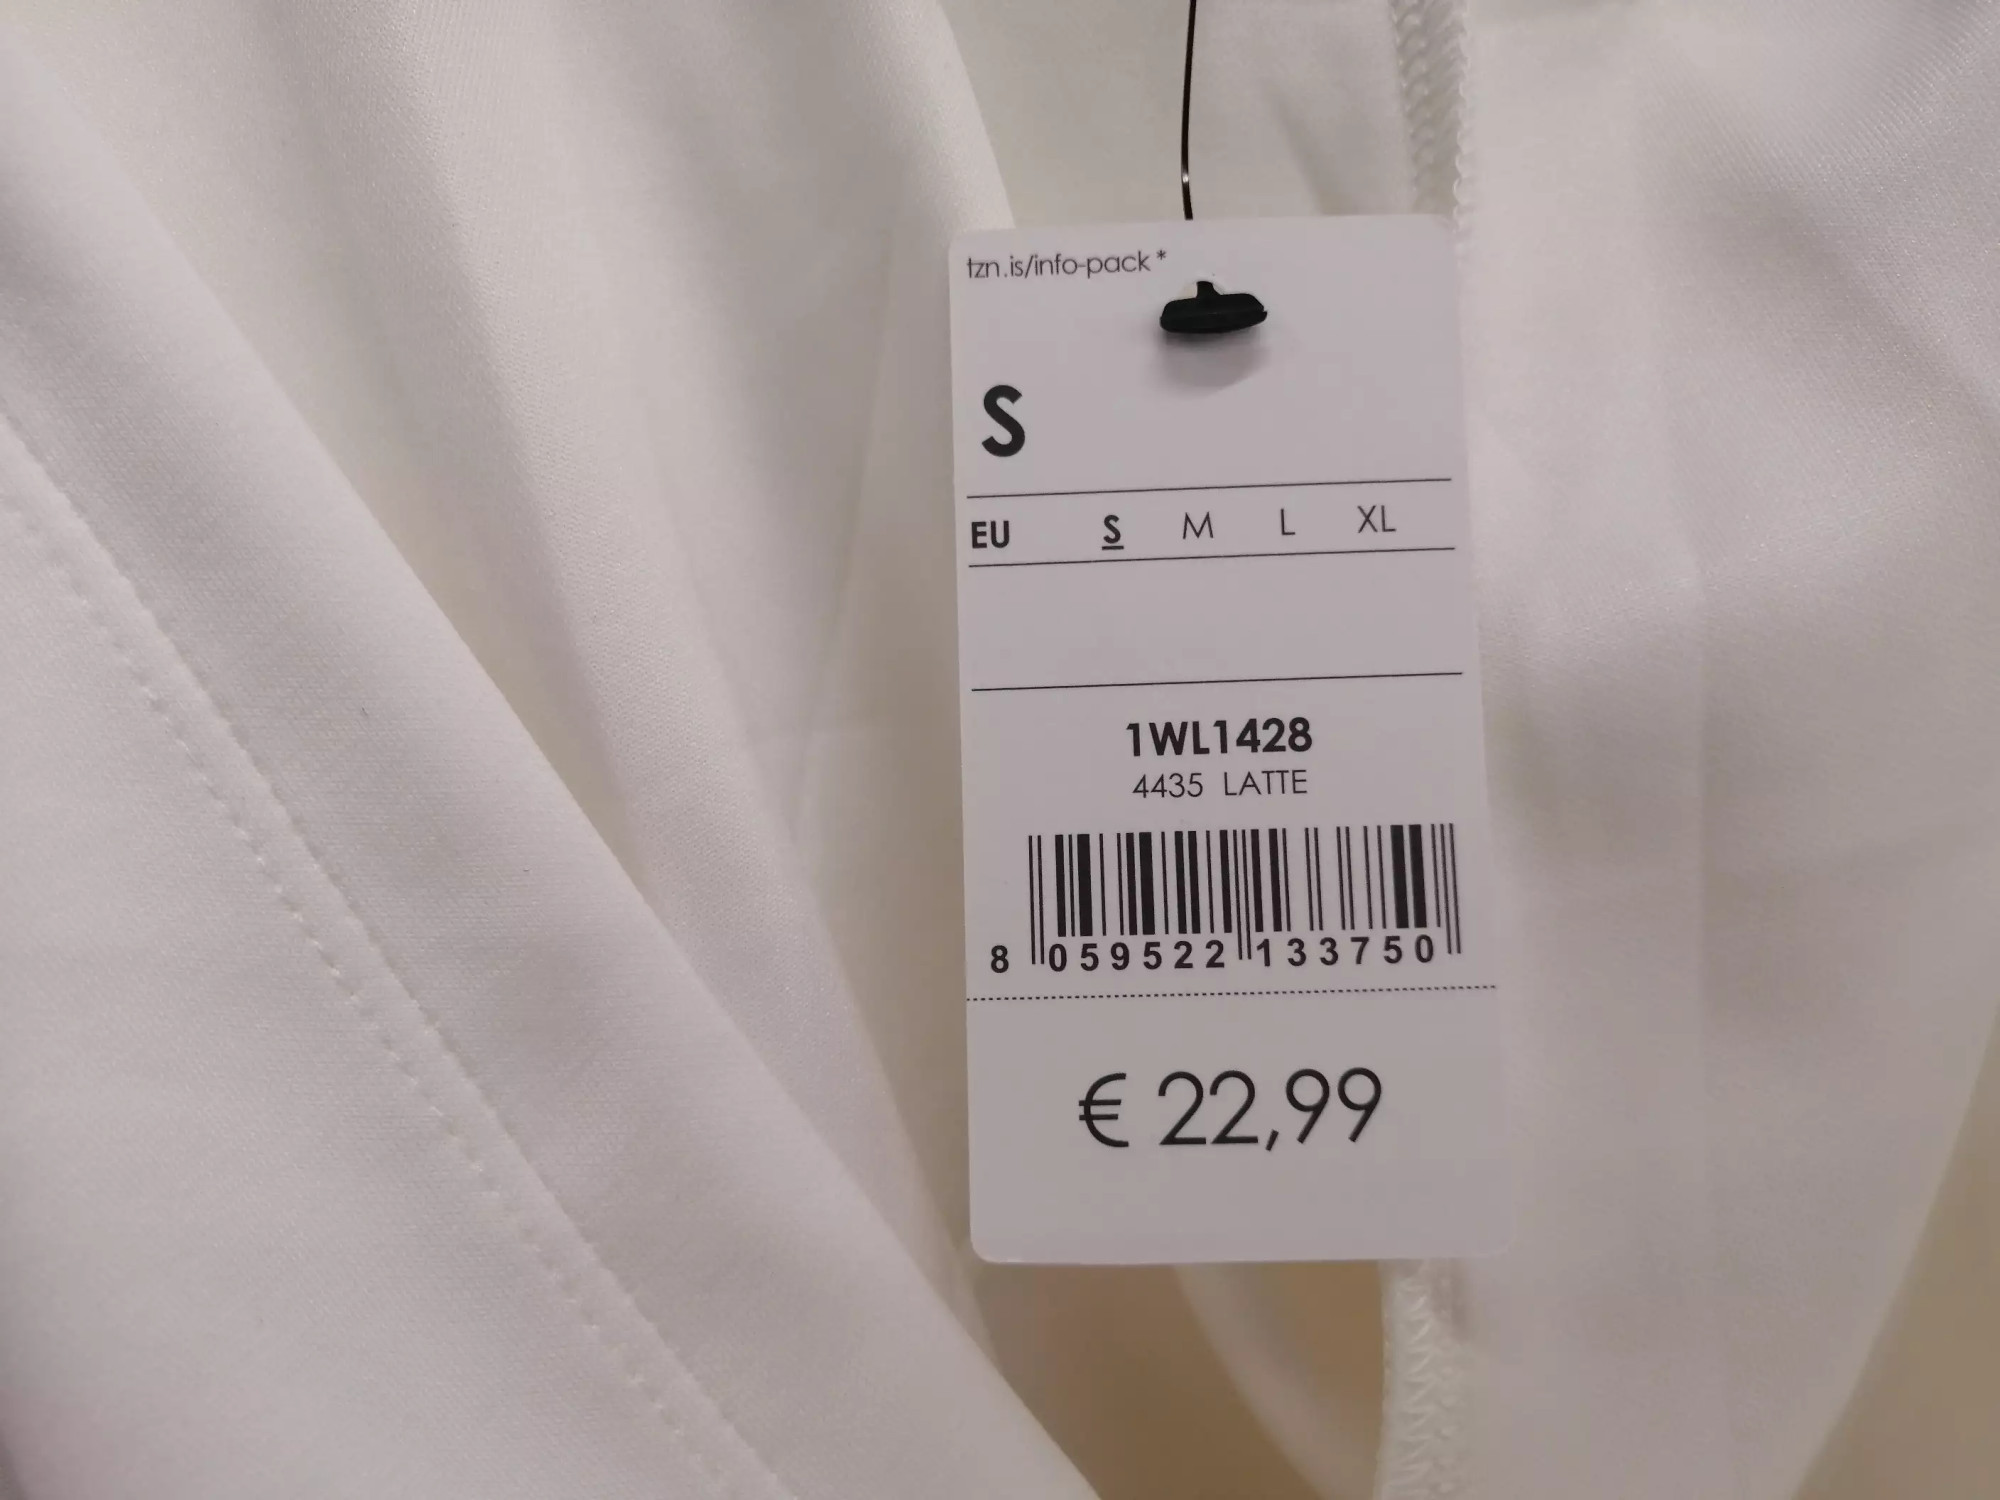 tzn.is/info-pack*
S
EU S M L XL
1WL1428
4435 LATTE
8 059522 133750
€ 22,99